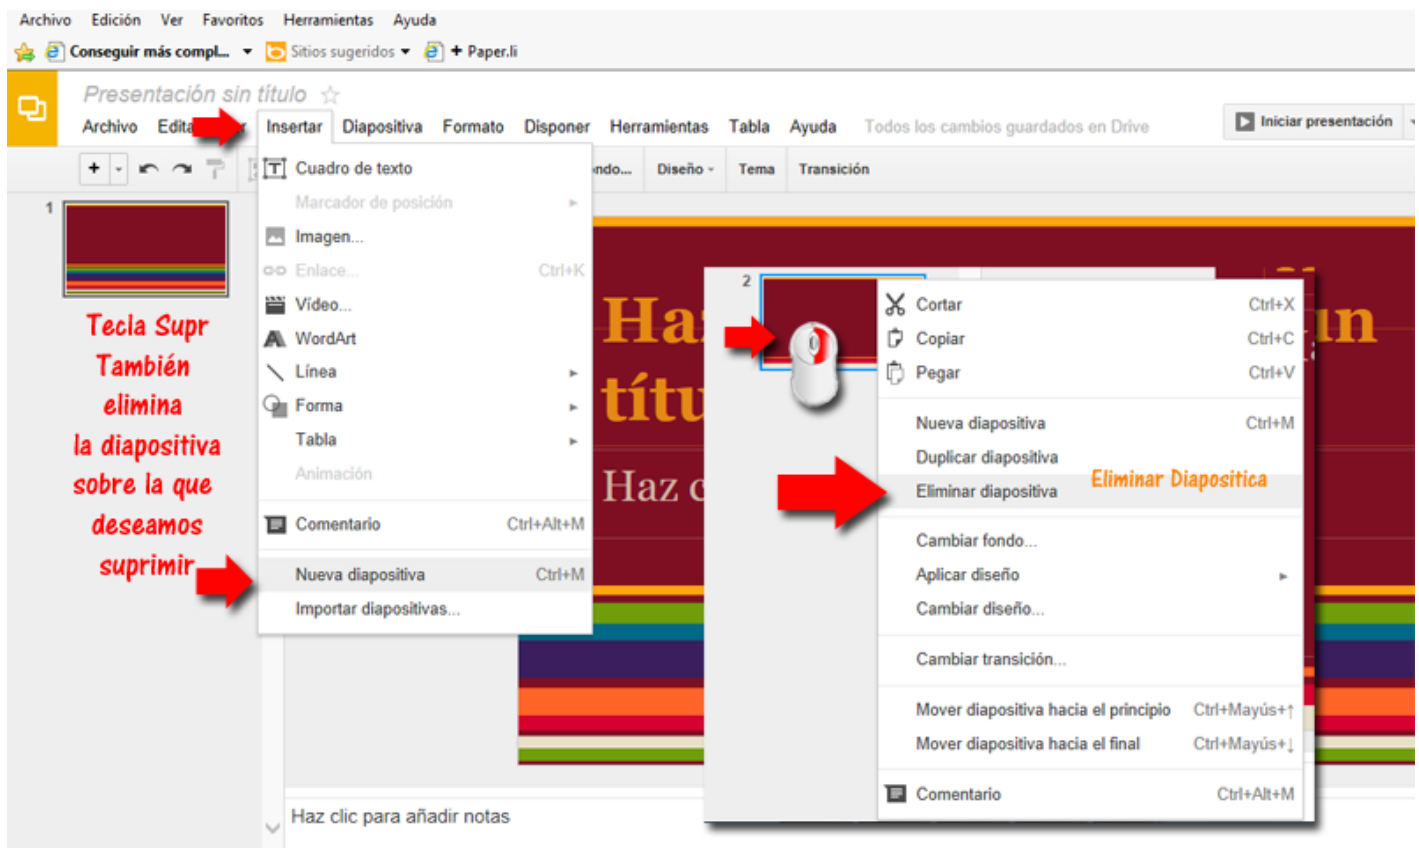 Archivo Edición Ver Favoritos Herramientas Ayuda
Conseguir más compl... Sitios sugeridos + Paper.li
Presentación sin título
Archivo Edita r Insertar Diapositiva Formato Disponer Herramientas Tabla Ayuda Todos los cambios guardados en Drive Iniciar presentación
ndo... Diseño Tema Transición
1
Tecla Supr
También
elimina
la diapositiva
sobre la que
deseamos
suprimir
Cuadro de texto
Marcador de posición
Imagen...
Enlace... Ctrl+K
Vídeo...
WordArt
Línea
Forma
Tabla
Animación
Comentario Ctrl+Alt+M
Nueva diapositiva Ctrl+M
Importar diapositivas...
Haz un
títu
Haz c
2
Cortar Ctrl+X
Copiar Ctrl+C
Pegar Ctrl+V
Nueva diapositiva Ctrl+M
Duplicar diapositiva
Eliminar diapositiva Eliminar Diapositica
Cambiar fondo...
Aplicar diseño
Cambiar diseño...
Cambiar transición...
Mover diapositiva hacia el principio Ctrl+Mayús+↑
Mover diapositiva hacia el final Ctrl+Mayús+↓
Comentario Ctrl+Alt+M
Haz clic para añadir notas